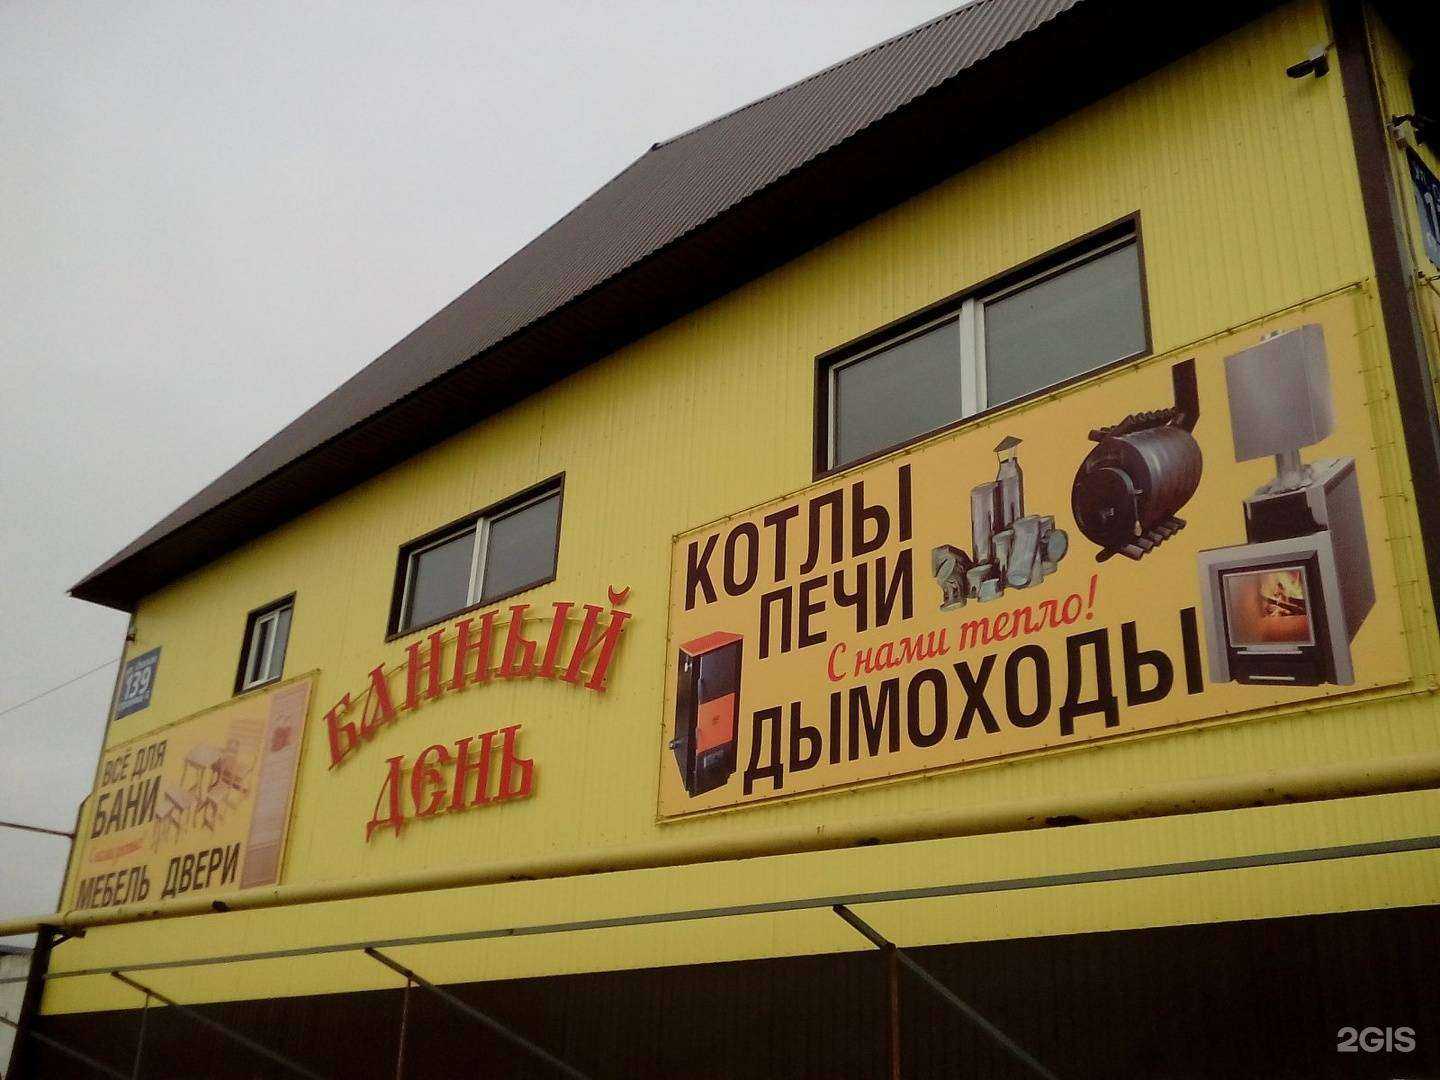 БАННЫЙ
ДЕНЬ
КОТЛЫ
ПЕЧИ
С нами тепло!
ДЫМОХОДЫ
ВСЁ ДЛЯ
БАНИ
МЕБЕЛЬ ДВЕРИ
139
2GIS